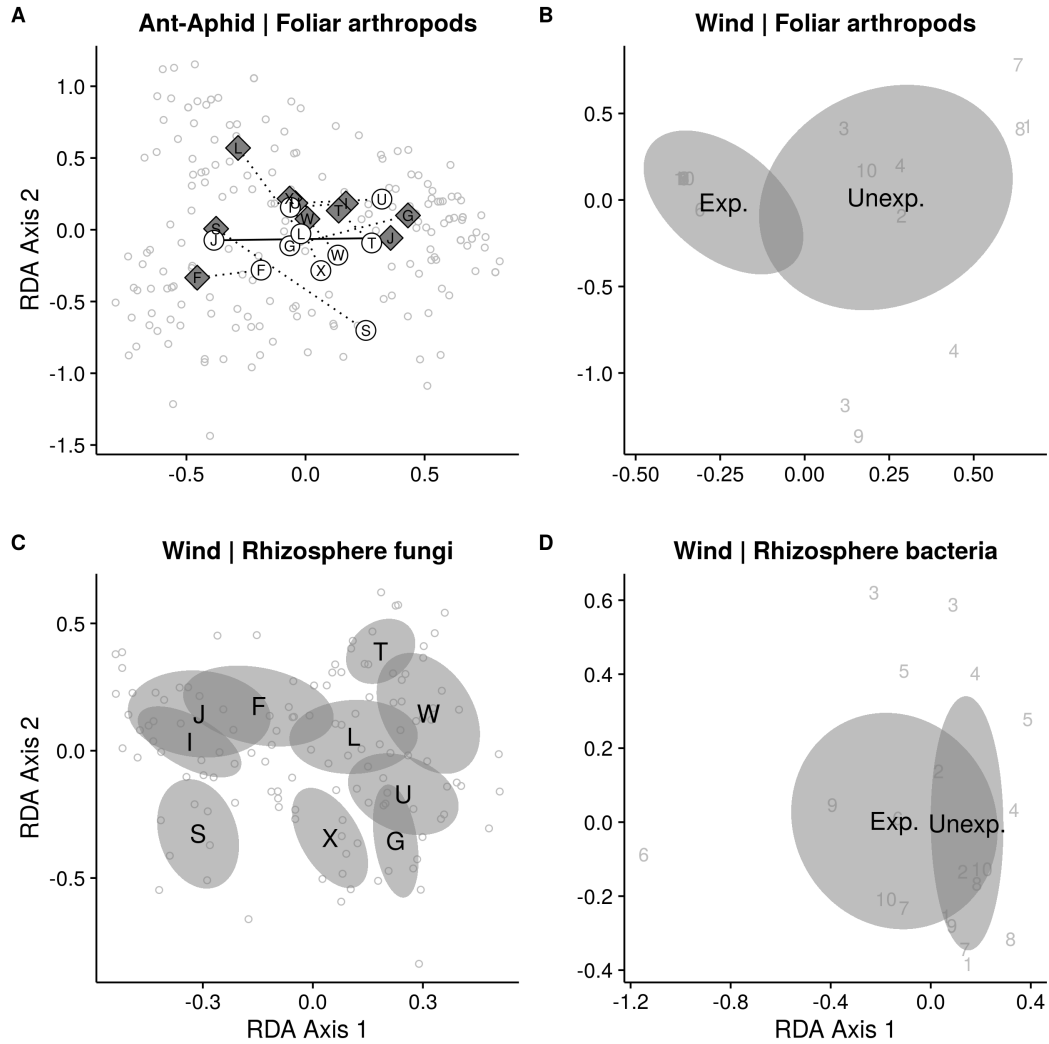 A
Ant-Aphid | Foliar arthropods
RDA Axis 2
1.0
0.5
0.0
-0.5
-1.0
-1.5
-0.5 0.0 0.5
L
U
W
T
I
G
S
J
L
G
T
J
W
F
F
X
S
B
Wind | Foliar arthropods
0.5
0.0
-0.5
-1.0
-0.50 -0.25 0.00 0.25 0.50
7
3
8 1
10 4
6
Exp. Unexp.
2
4
3
9
C
Wind | Rhizosphere fungi
RDA Axis 2
0.5
0.0
-0.5
T
J F W
I L
U
S X G
-0.3 0.0 0.3
RDA Axis 1
D
Wind | Rhizosphere bacteria
0.6
0.4
0.2
0.0
-0.2
-0.4
3 3
5 4
5
2
9 4
Exp. Unexp.
6
2 10
8
10 7
9
7 8
1
-1.2 -0.8 -0.4 0.0 0.4
RDA Axis 1